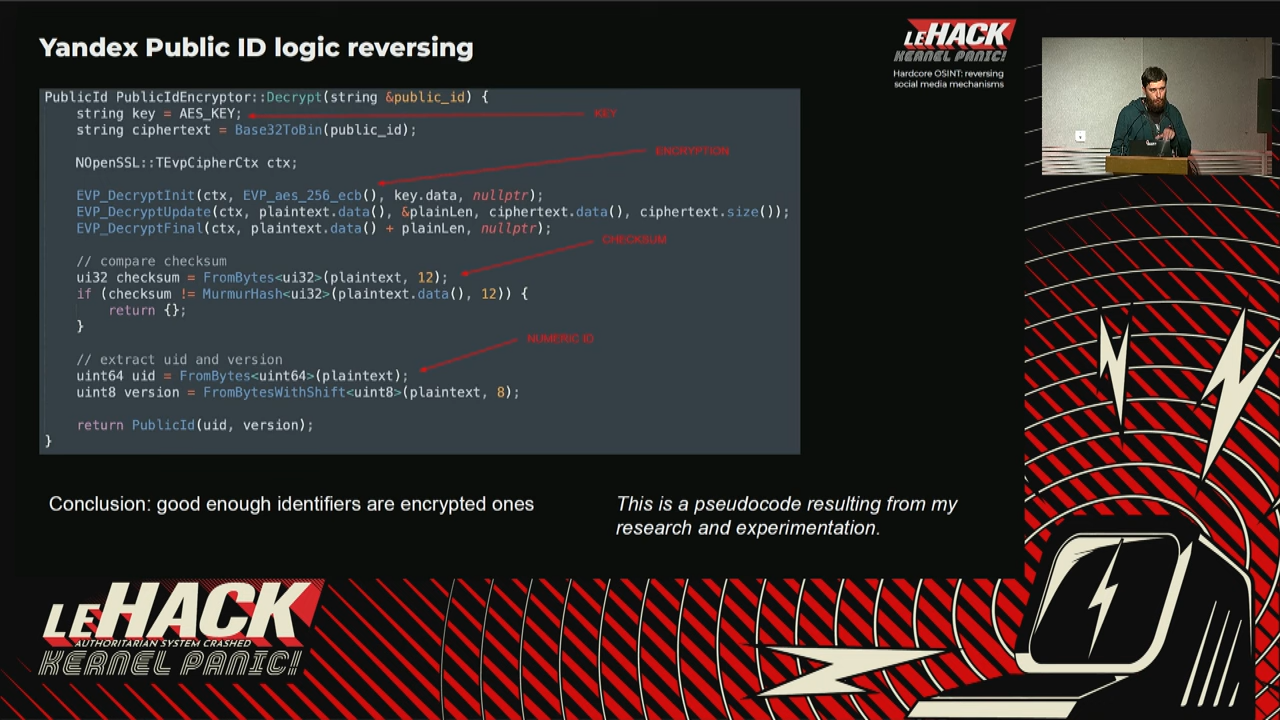 Yandex Public ID logic reversing
LEHACK
KERNEL PANIC!
Hardcore OSINT: reversing
social media mechanisms
PublicId PublicIdEncryptor::Decrypt(string &public_id) {
string key = AES_KEY;
KEY
string ciphertext = Base32ToBin(public_id);
ENCRYPTION
NOpenSSL::TEvpCipherCtx ctx;
EVP_DecryptInit(ctx, EVP_aes_256_ecb(), key.data, nullptr);
EVP_DecryptUpdate(ctx, plaintext.data(), &plainLen, ciphertext.data(), ciphertext.size());
EVP_DecryptFinal(ctx, plaintext.data() + plainLen, nullptr);
CHECKSUM
// compare checksum
ui32 checksum = FromBytes<ui32>(plaintext, 12);
if (checksum != MurmurHash<ui32>(plaintext.data(), 12)) {
return {};
}
NUMERIC ID
// extract uid and version
uint64 uid = FromBytes<uint64>(plaintext);
uint8 version = FromBytesWithShift<uint8>(plaintext, 8);
return PublicId(uid, version);
}
Conclusion: good enough identifiers are encrypted ones
This is a pseudocode resulting from my
research and experimentation.
LEHACK
AUTHORITARIAN SYSTEM CRASHED
KERNEL PANIC!